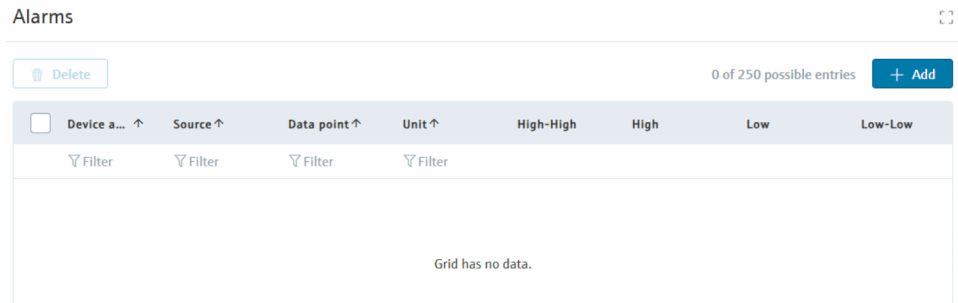 Alarms
Delete 0 of 250 possible entries + Add
Device a... ↑ Source ↑ Data point ↑ Unit ↑ High-High High Low Low-Low
Filter Filter Filter Filter
Grid has no data.